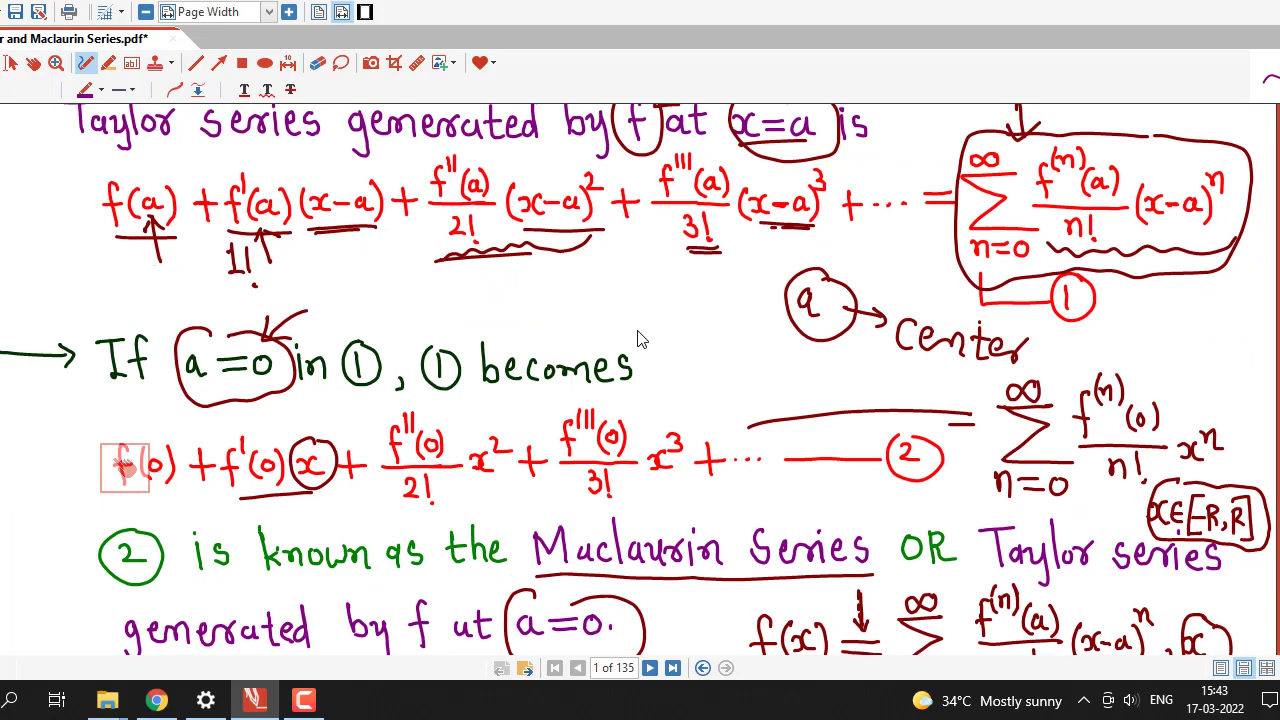 Page Width
r and Maclaurin Series.pdf*
Taylor series generated by f at x=a is
f(a) + f'(a)/1! (x-a) + f''(a)/2! (x-a)² + f'''(a)/3! (x-a)³ + ... = ∑_{n=0}^{∞} f^{(n)}(a)/n! (x-a)^n
①
a → center
If a=0 in ①, ① becomes
f(0) + f'(0) x + f''(0)/2! x² + f'''(0)/3! x³ + ... —— ② = ∑_{n=0}^{∞} f^{(n)}(0)/n! x^n
x∈[-R,R]
② is known as the Maclaurin Series OR Taylor series
generated by f at a=0.
f(x) = ∑^{∞} f^{(n)}(a) (x-a)^n, x
1 of 135
34°C Mostly sunny
ENG
15:43
17-03-2022